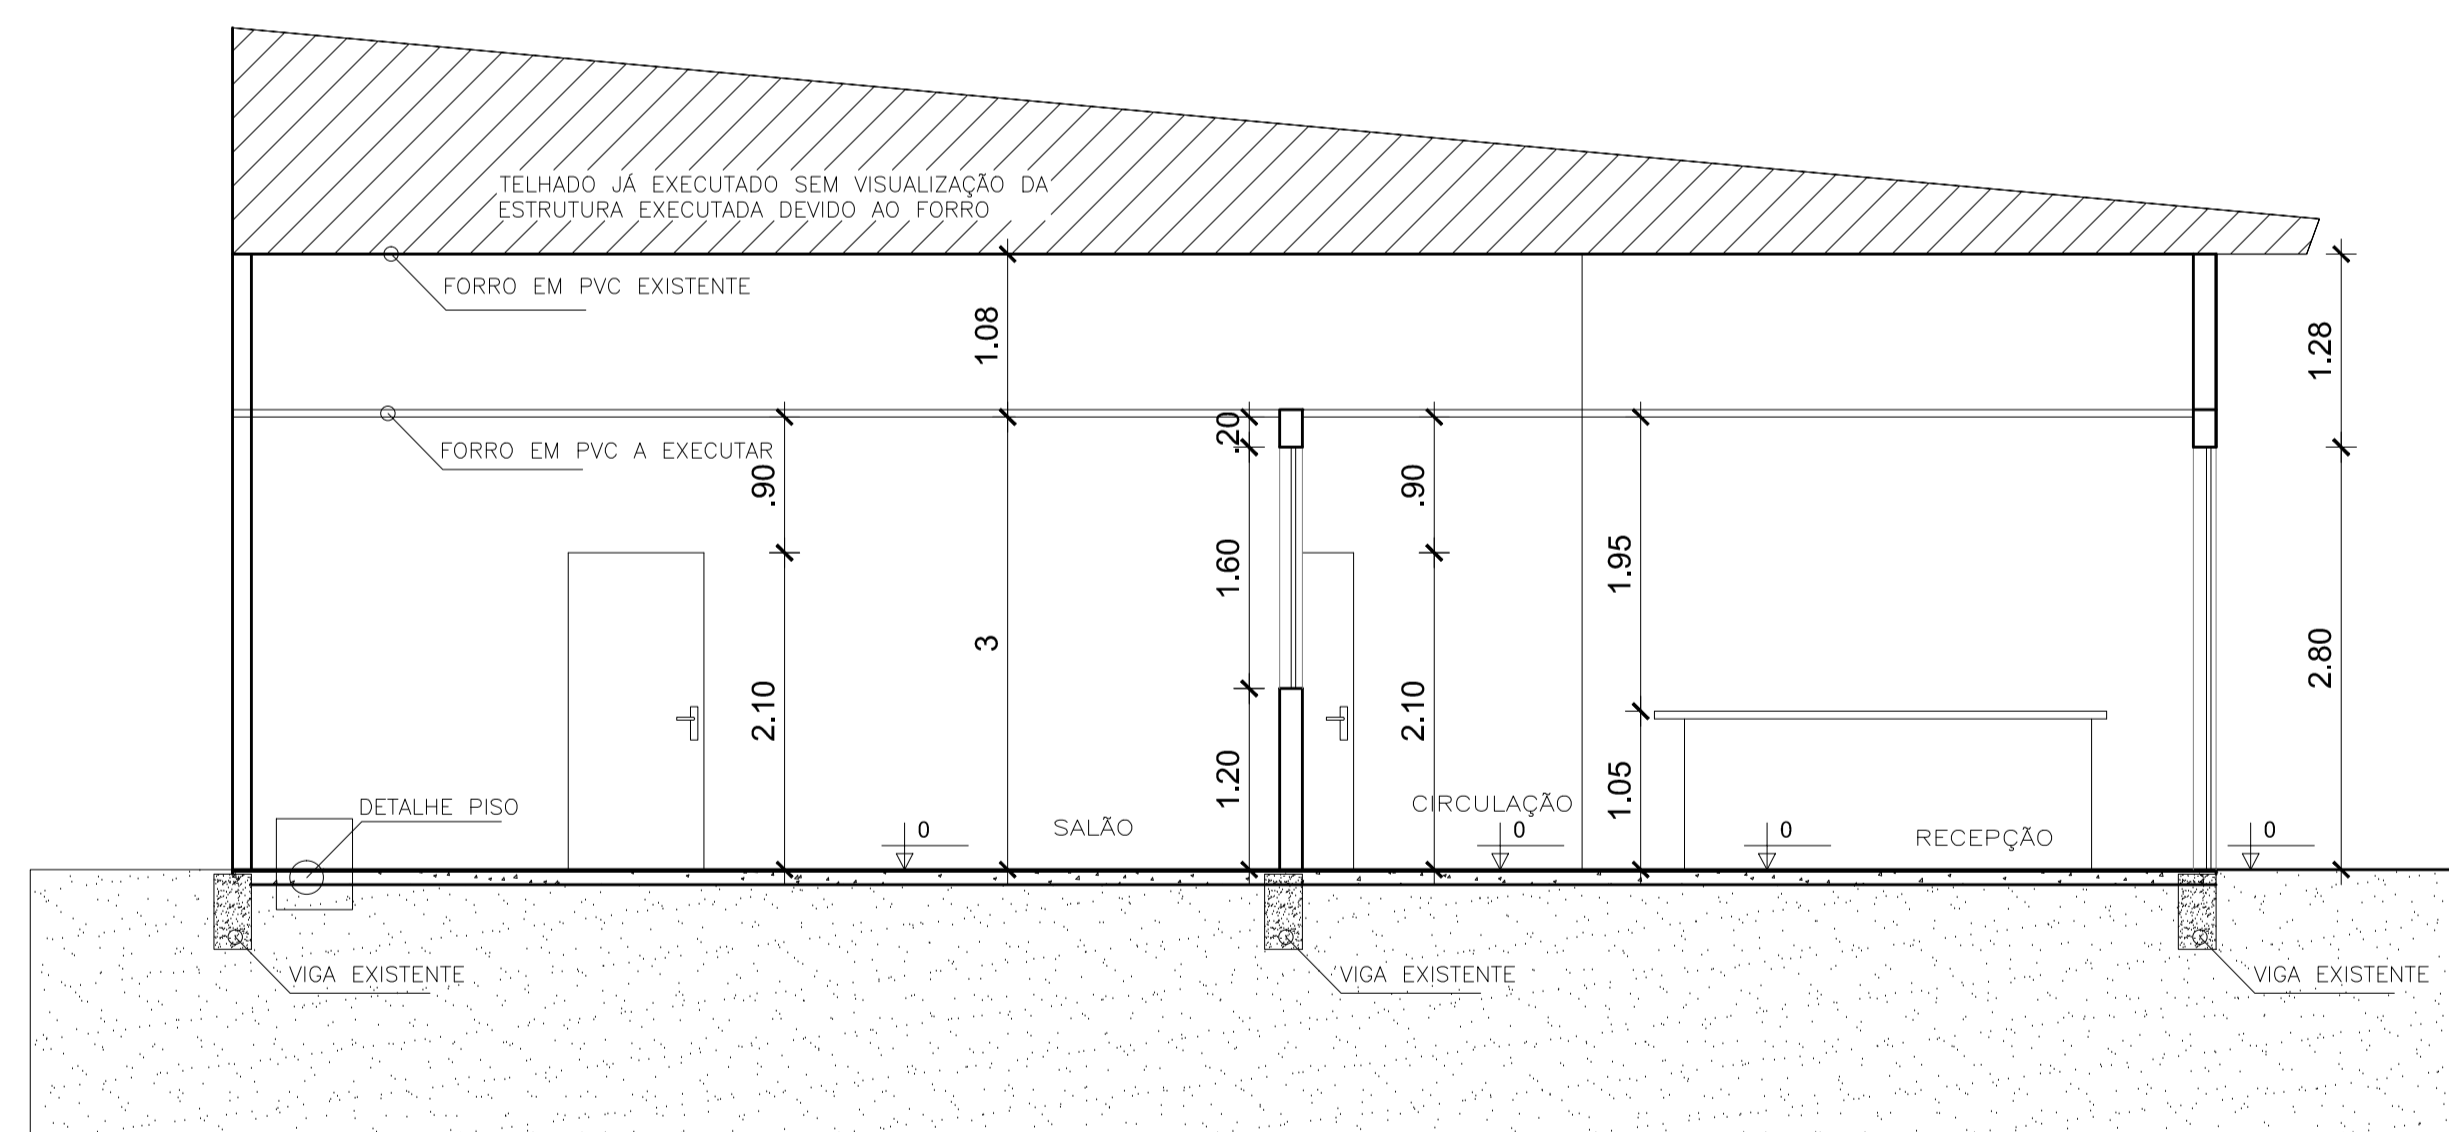 TELHADO JÁ EXECUTADO SEM VISUALIZAÇÃO DA
ESTRUTURA EXECUTADA DEVIDO AO FORRO
FORRO EM PVC EXISTENTE
1.08
1.28
FORRO EM PVC A EXECUTAR
.20
.90
.90
1.60
1.95
3
2.80
2.10
2.10
1.20
1.05
DETALHE PISO
SALÃO
CIRCULAÇÃO
RECEPÇÃO
0
0
0
0
VIGA EXISTENTE
VIGA EXISTENTE
VIGA EXISTENTE